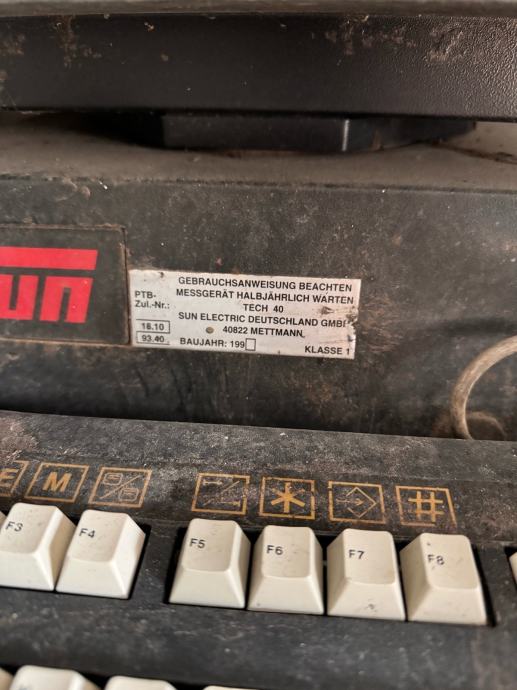 GEBRAUCHSANWEISUNG BEACHTEN
MESSGERÄT HALBJÄHRLICH WARTEN
PTB-
Zul.-Nr.:
TECH 40
SUN ELECTRIC DEUTSCHLAND GMBH
18.10
40822 METTMANN
93.40
BAUJAHR: 199
KLASSE 1
E M * #
F3 F4 F5 F6 F7 F8